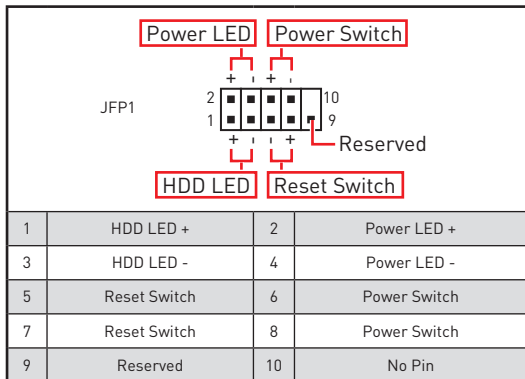 Power LED Power Switch
+ - + -
JFP1
2 10
1 9
+ - - +
Reserved
HDD LED Reset Switch
1 HDD LED + 2 Power LED +
3 HDD LED - 4 Power LED -
5 Reset Switch 6 Power Switch
7 Reset Switch 8 Power Switch
9 Reserved 10 No Pin